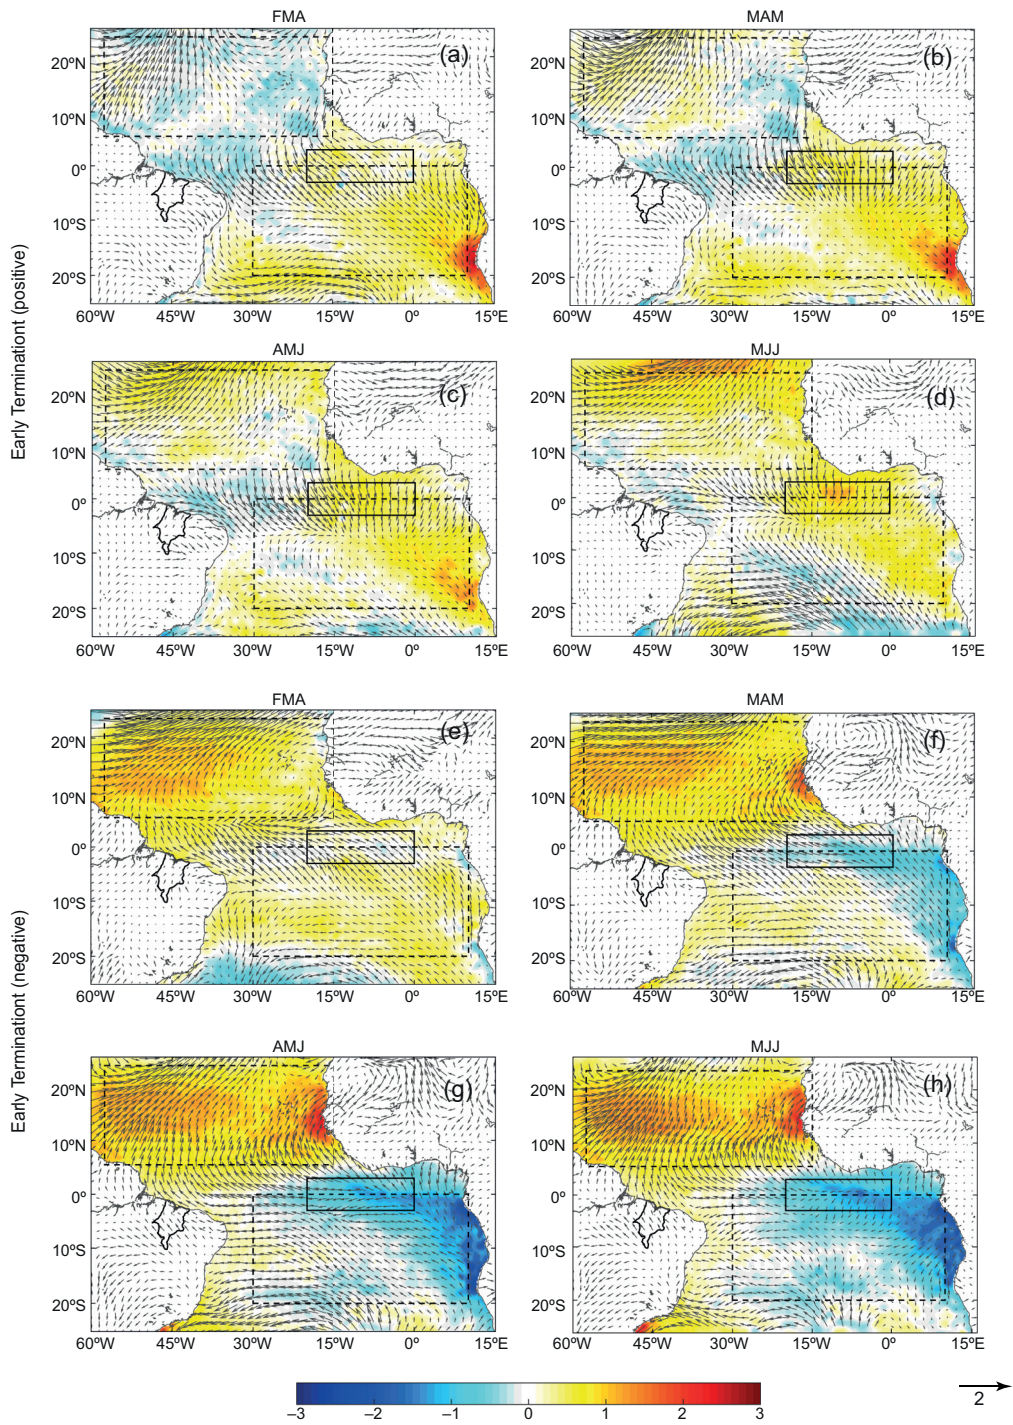 FMA MAM
(a) (b)
20ºN 20ºN
10ºN 10ºN
0º 0º
10ºS 10ºS
20ºS 20ºS
60ºW 45ºW 30ºW 15ºW 0º 15ºE 60ºW 45ºW 30ºW 15ºW 0º 15ºE
Early Terminationt (positive)
AMJ MJJ
(c) (d)
20ºN 20ºN
10ºN 10ºN
0º 0º
10ºS 10ºS
20ºS 20ºS
60ºW 45ºW 30ºW 15ºW 0º 15ºE 60ºW 45ºW 30ºW 15ºW 0º 15ºE
FMA MAM
(e) (f)
20ºN 20ºN
10ºN 10ºN
0º 0º
10ºS 10ºS
20ºS 20ºS
60ºW 45ºW 30ºW 15ºW 0º 15ºE 60ºW 45ºW 30ºW 15ºW 0º 15ºE
Early Terminationt (negative)
AMJ MJJ
(g) (h)
20ºN 20ºN
10ºN 10ºN
0º 0º
10ºS 10ºS
20ºS 20ºS
60ºW 45ºW 30ºW 15ºW 0º 15ºE 60ºW 45ºW 30ºW 15ºW 0º 15ºE
–3 –2 –1 0 1 2 3
2